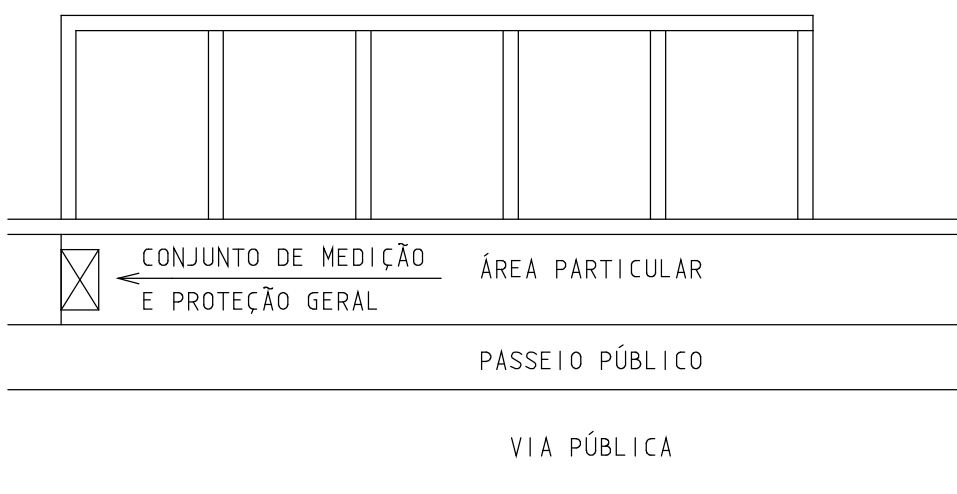 CONJUNTO DE MEDIÇÃO
E PROTEÇÃO GERAL
ÁREA PARTICULAR
PASSEIO PÚBLICO
VIA PÚBLICA